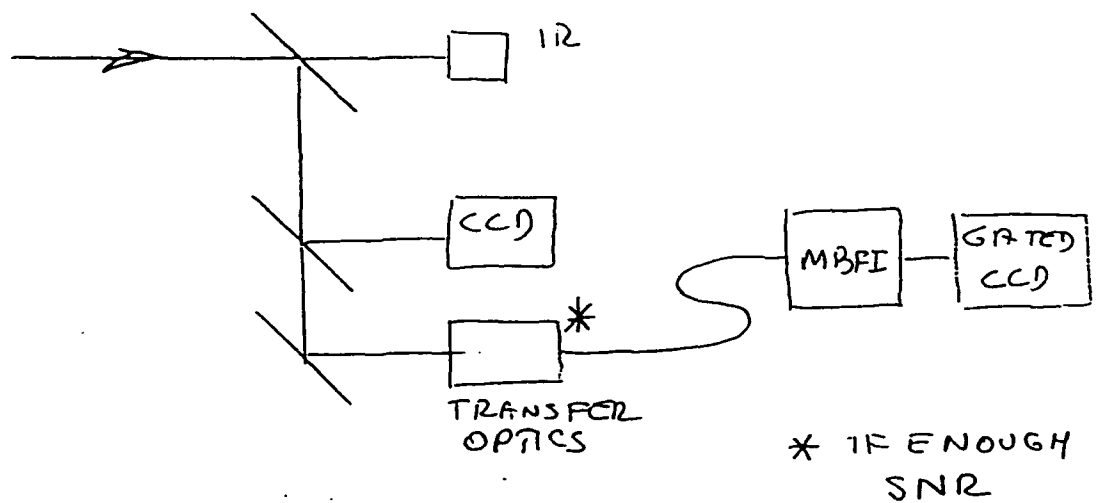 IR
CCD
*
MBFI
GATED
CCD
TRANSFER
OPTICS
* IF ENOUGH
SNR